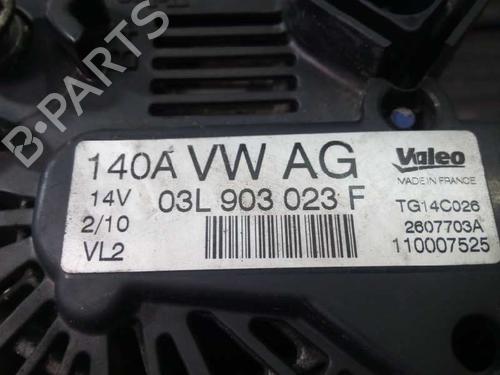 140A VW AG
14V 03L 903 023 F
2/10
VL2
Valeo
MADE IN FRANCE
TG14C026
2607703A
110007525
B-PARTS